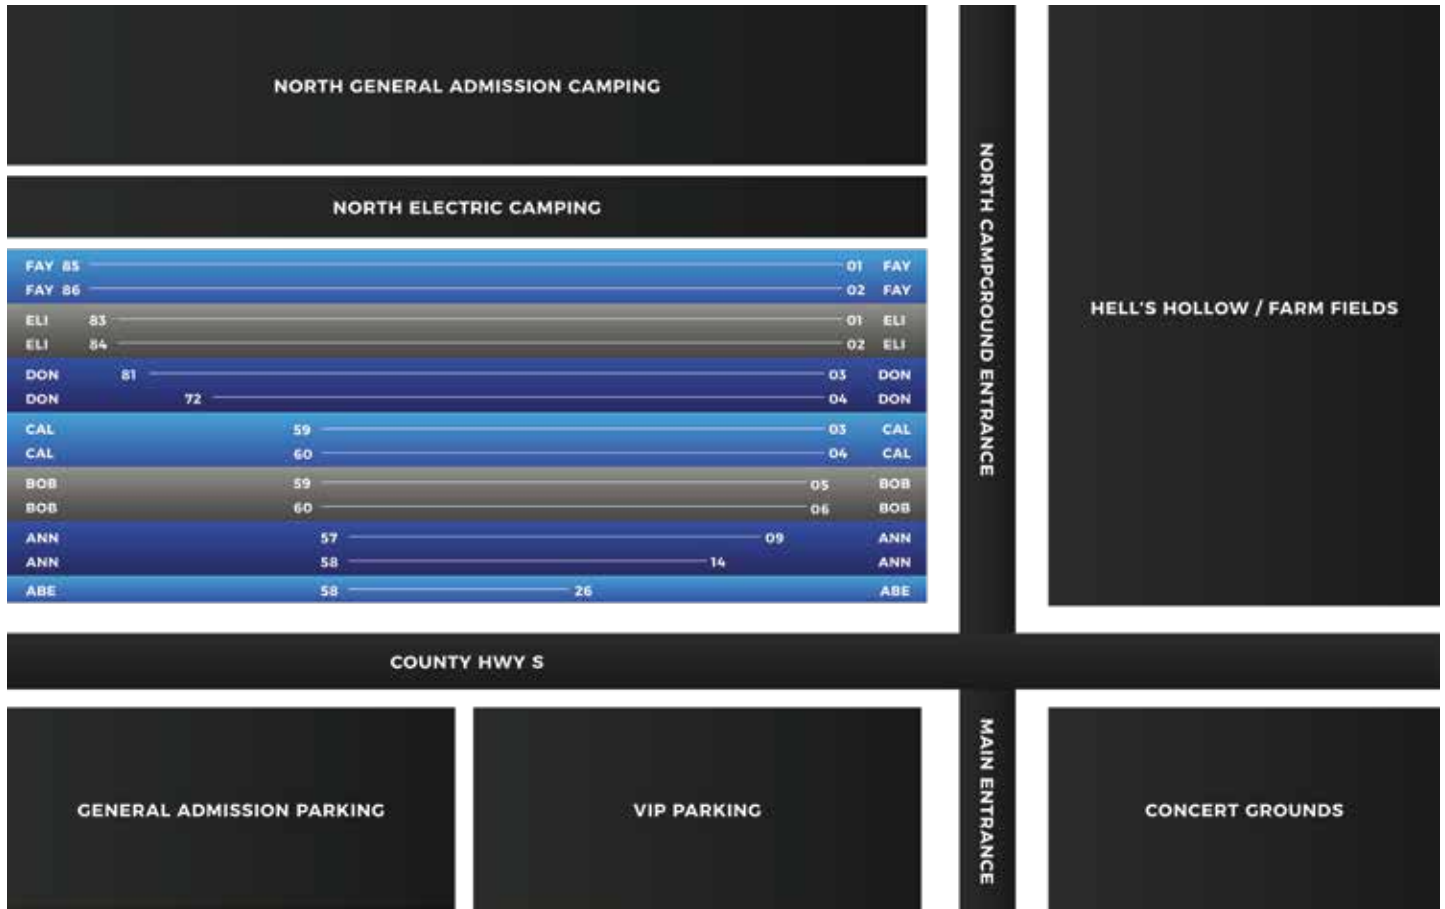 NORTH GENERAL ADMISSION CAMPING
NORTH ELECTRIC CAMPING
FAY 85 01 FAY
FAY 86 02 FAY
ELI 83 01 ELI
ELI 84 02 ELI
DON 81 03 DON
DON 72 04 DON
CAL 59 03 CAL
CAL 60 04 CAL
BOB 59 05 BOB
BOB 60 06 BOB
ANN 57 09 ANN
ANN 58 14 ANN
ABE 58 26 ABE
NORTH CAMPGROUND ENTRANCE
HELL'S HOLLOW / FARM FIELDS
COUNTY HWY S
GENERAL ADMISSION PARKING
VIP PARKING
MAIN ENTRANCE
CONCERT GROUNDS